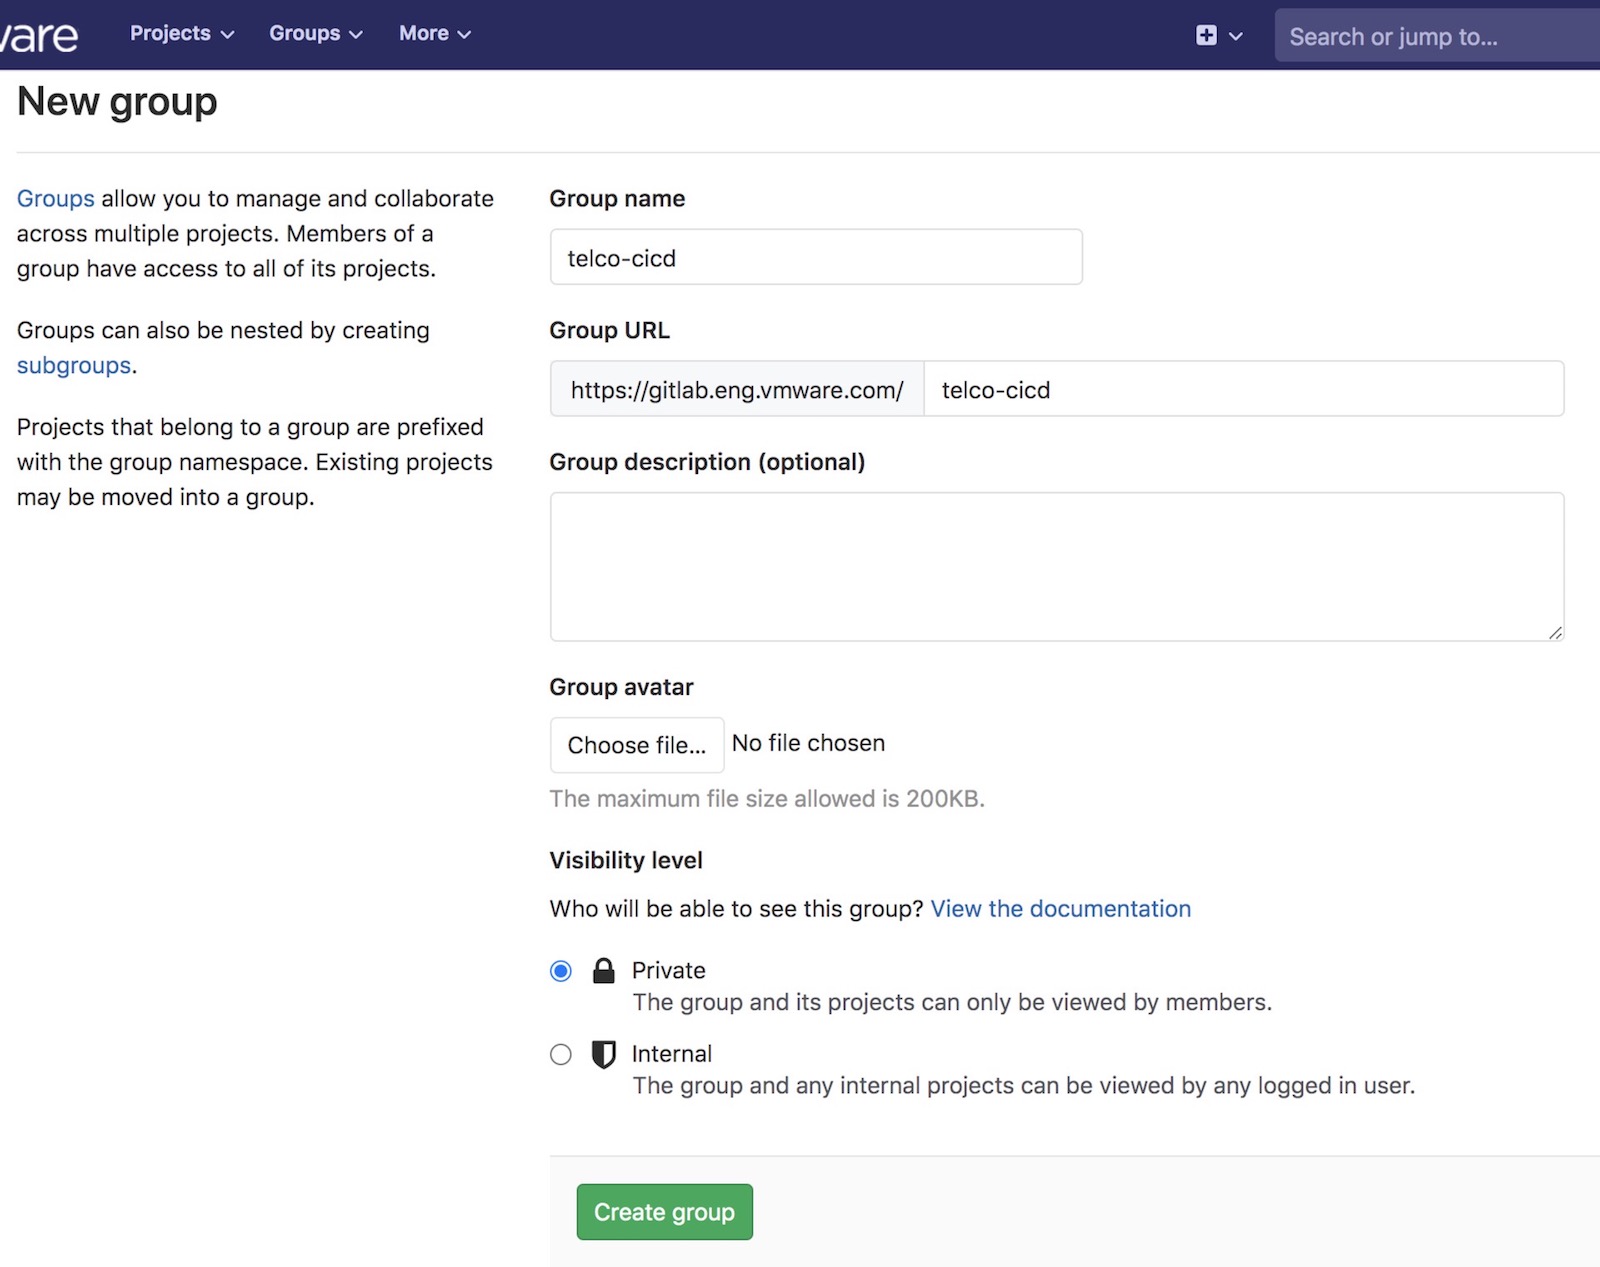 Projects Groups More Search or jump to...
New group
Groups allow you to manage and collaborate
across multiple projects. Members of a
group have access to all of its projects.
Groups can also be nested by creating
subgroups.
Projects that belong to a group are prefixed
with the group namespace. Existing projects
may be moved into a group.
Group name
telco-cicd
Group URL
https://gitlab.eng.vmware.com/ telco-cicd
Group description (optional)
Group avatar
Choose file... No file chosen
The maximum file size allowed is 200KB.
Visibility level
Who will be able to see this group? View the documentation
Private
The group and its projects can only be viewed by members.
Internal
The group and any internal projects can be viewed by any logged in user.
Create group